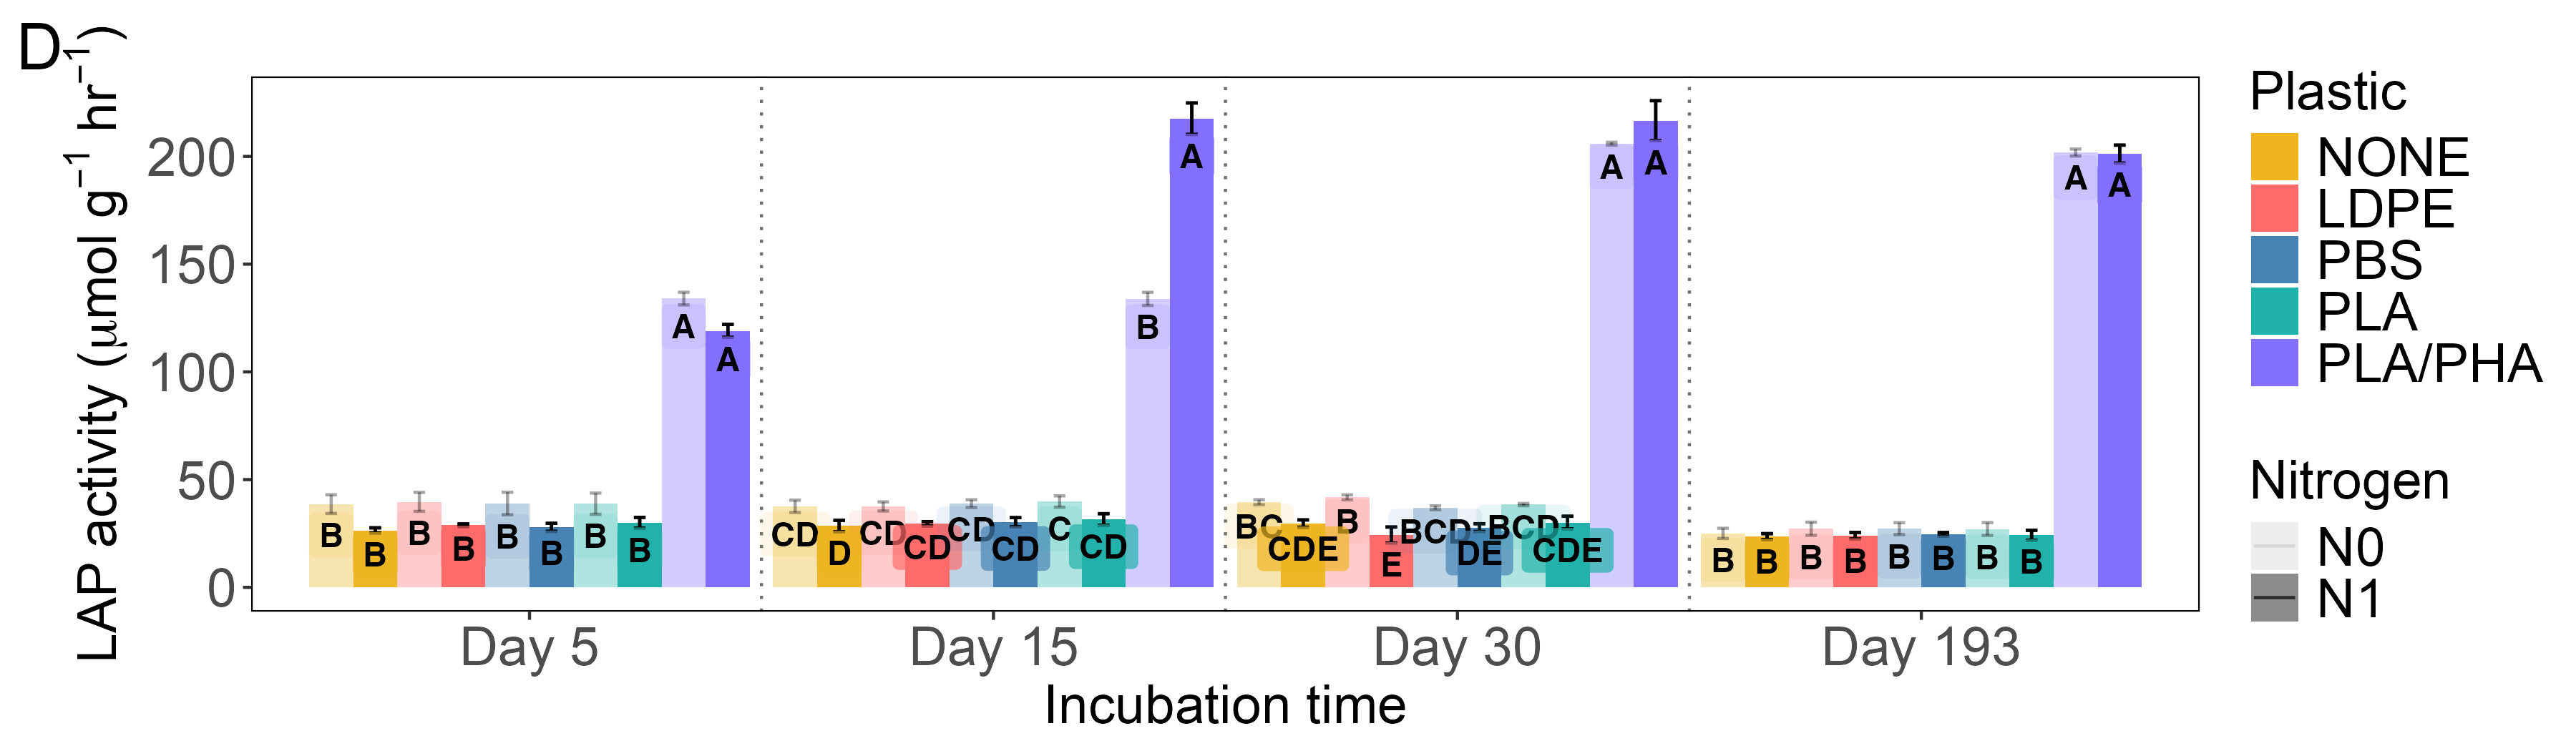 D
LAP activity (μmol g⁻¹ hr⁻¹)
200
150
100
50
0
B B B B B B B B A A
CD D CD CD CD CD C CD B A
BC CDE B E BCD DE BCD CDE A A
B B B B B B B B A A
Day 5 Day 15 Day 30 Day 193
Incubation time
Plastic
NONE
LDPE
PBS
PLA
PLA/PHA
Nitrogen
N0
N1